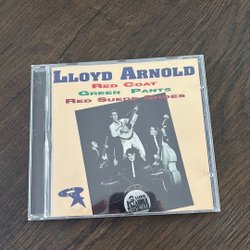 LLOYD ARNOLD
RED COAT
GREEN PANTS
RED SUEDE SHOES